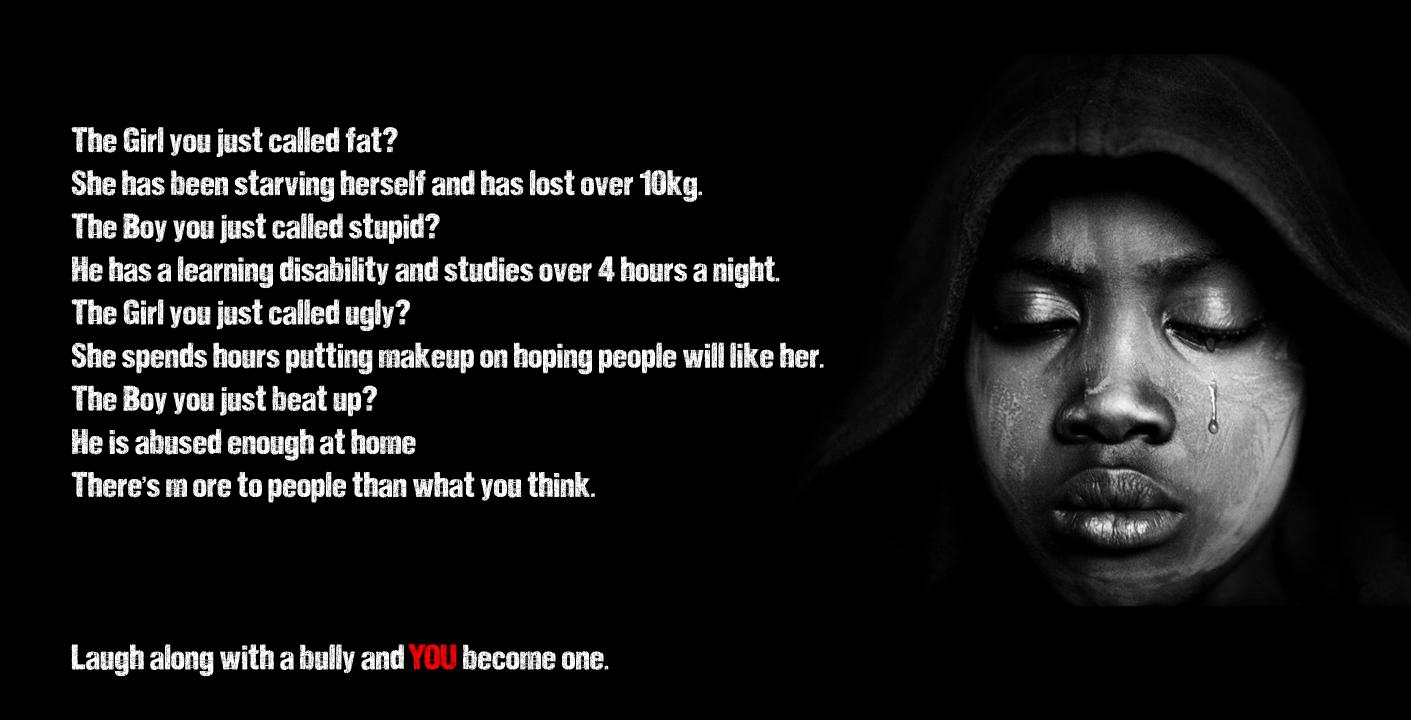 The Girl you just called fat?
She has been starving herself and has lost over 10kg.
The Boy you just called stupid?
He has a learning disability and studies over 4 hours a night.
The Girl you just called ugly?
She spends hours putting makeup on hoping people will like her.
The Boy you just beat up?
He is abused enough at home
There's m ore to people than what you think.
Laugh along with a bully and YOU become one.